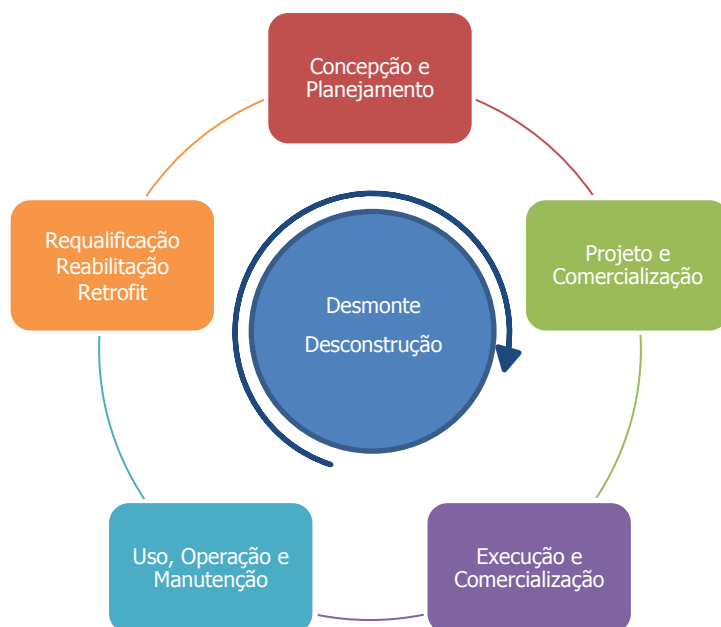 Concepção e
Planejamento
Requalificação
Reabilitação
Retrofit
Projeto e
Comercialização
Desmonte
Desconstrução
Uso, Operação e
Manutenção
Execução e
Comercialização